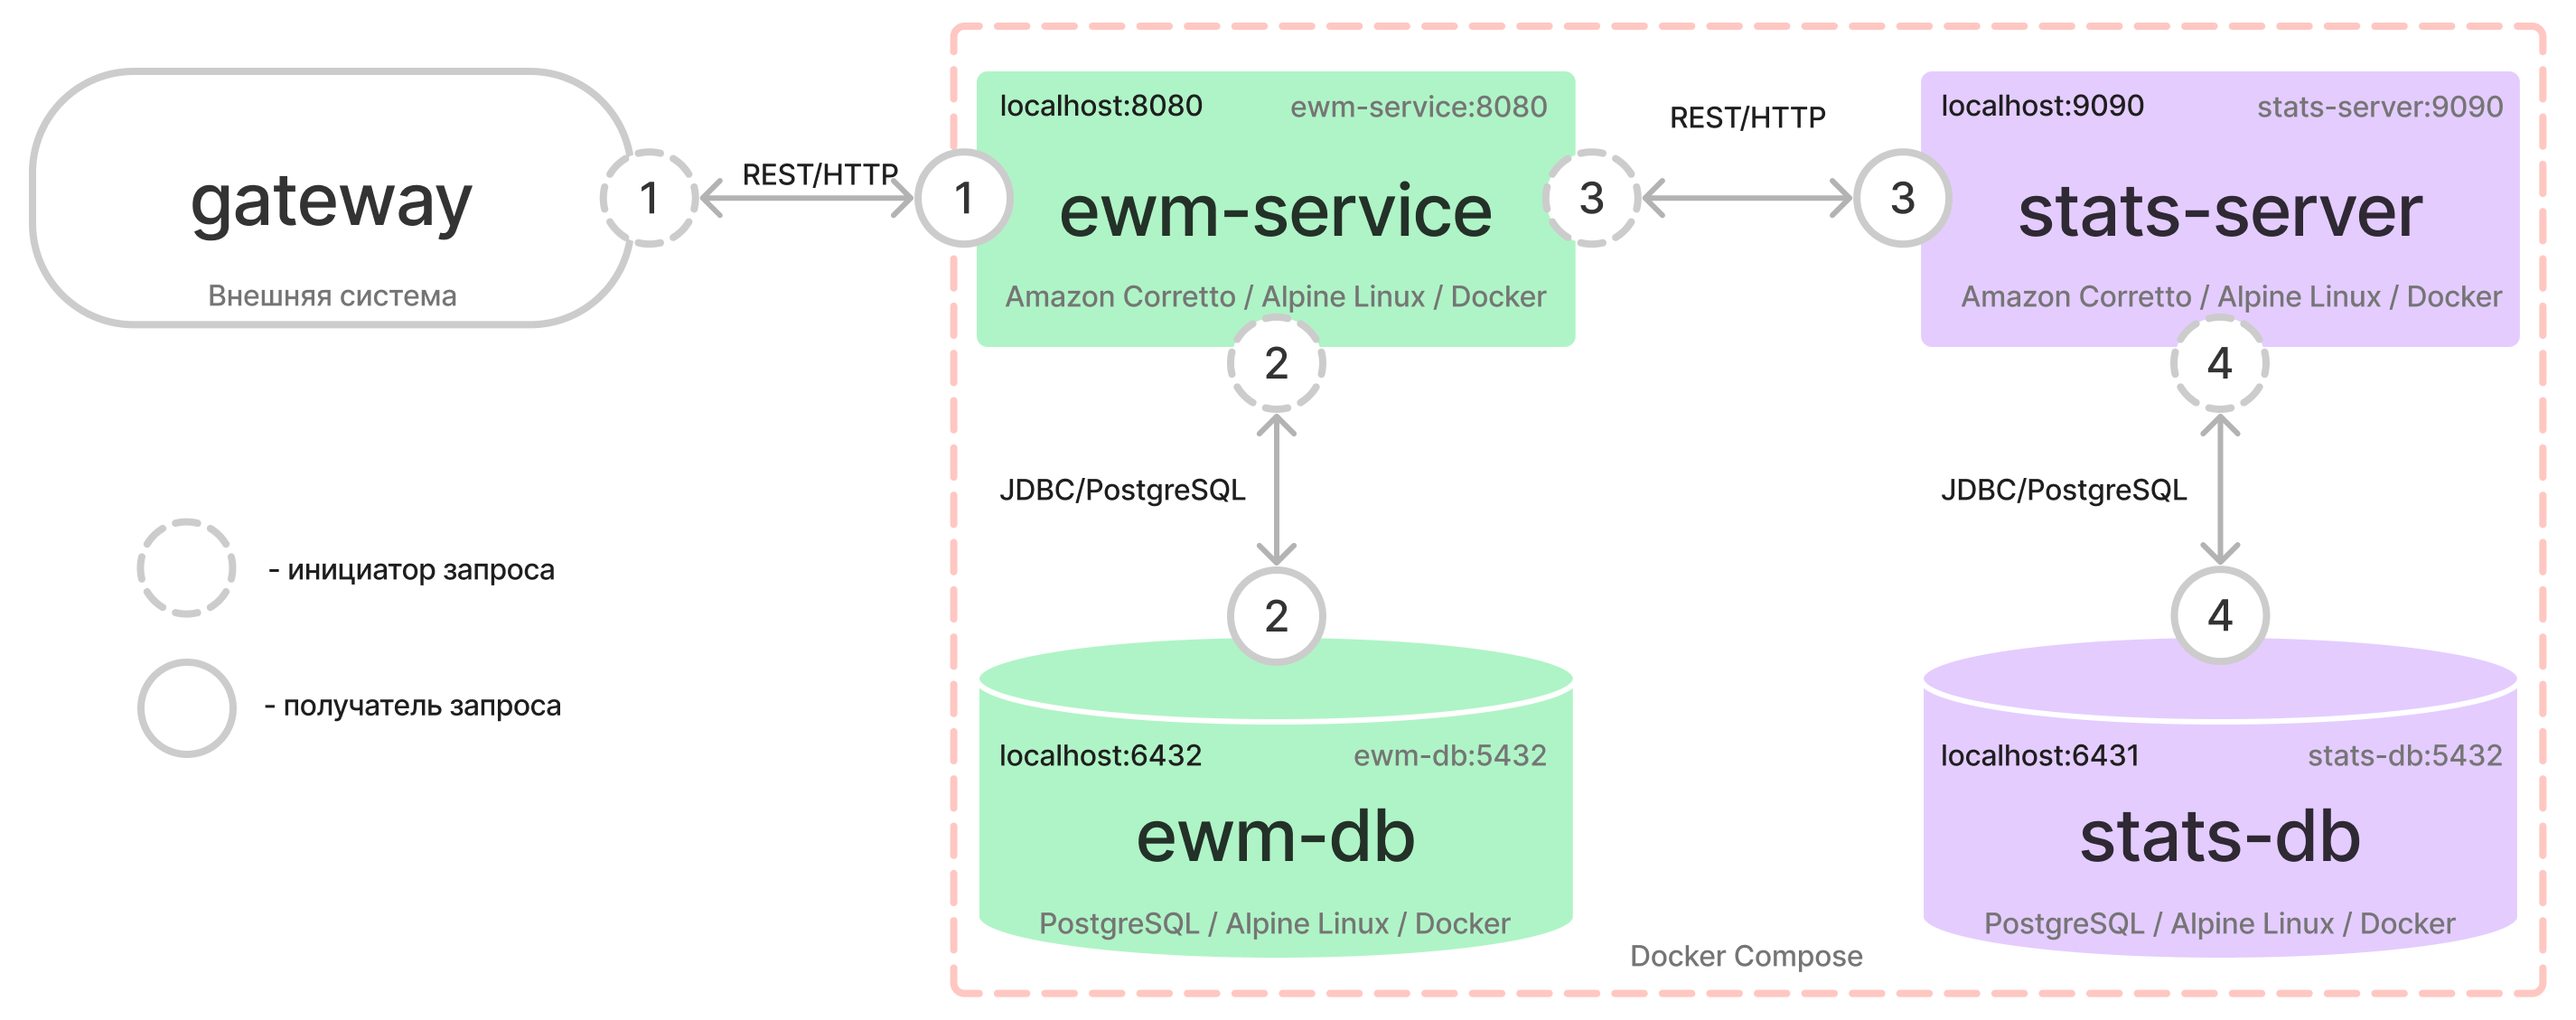 gateway
Внешняя система
1
REST/HTTP
1
localhost:8080
ewm-service:8080
ewm-service
Amazon Corretto / Alpine Linux / Docker
3
REST/HTTP
3
localhost:9090
stats-server:9090
stats-server
Amazon Corretto / Alpine Linux / Docker
2
JDBC/PostgreSQL
2
4
JDBC/PostgreSQL
4
- инициатор запроса
- получатель запроса
localhost:6432
ewm-db:5432
ewm-db
PostgreSQL / Alpine Linux / Docker
localhost:6431
stats-db:5432
stats-db
PostgreSQL / Alpine Linux / Docker
Docker Compose